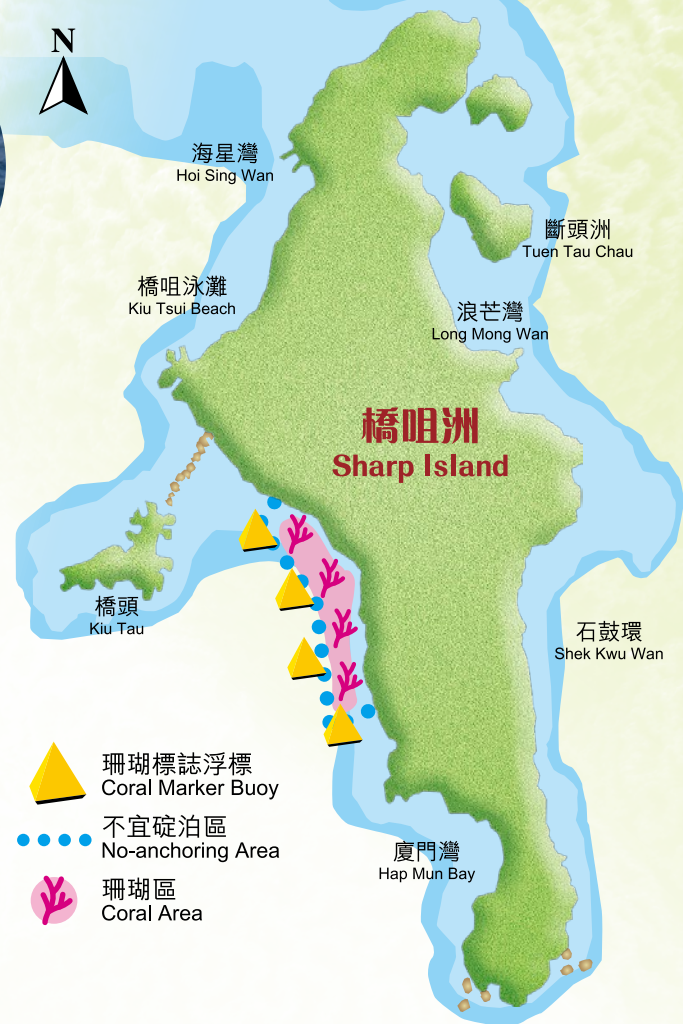 N
海星灣
Hoi Sing Wan
斷頭洲
Tuen Tau Chau
橋咀泳灘
Kiu Tsui Beach
浪芒灣
Long Mong Wan
橋咀洲
Sharp Island
橋頭
Kiu Tau
石鼓環
Shek Kwu Wan
珊瑚標誌浮標
Coral Marker Buoy
不宜碇泊區
No-anchoring Area
廈門灣
Hap Mun Bay
珊瑚區
Coral Area